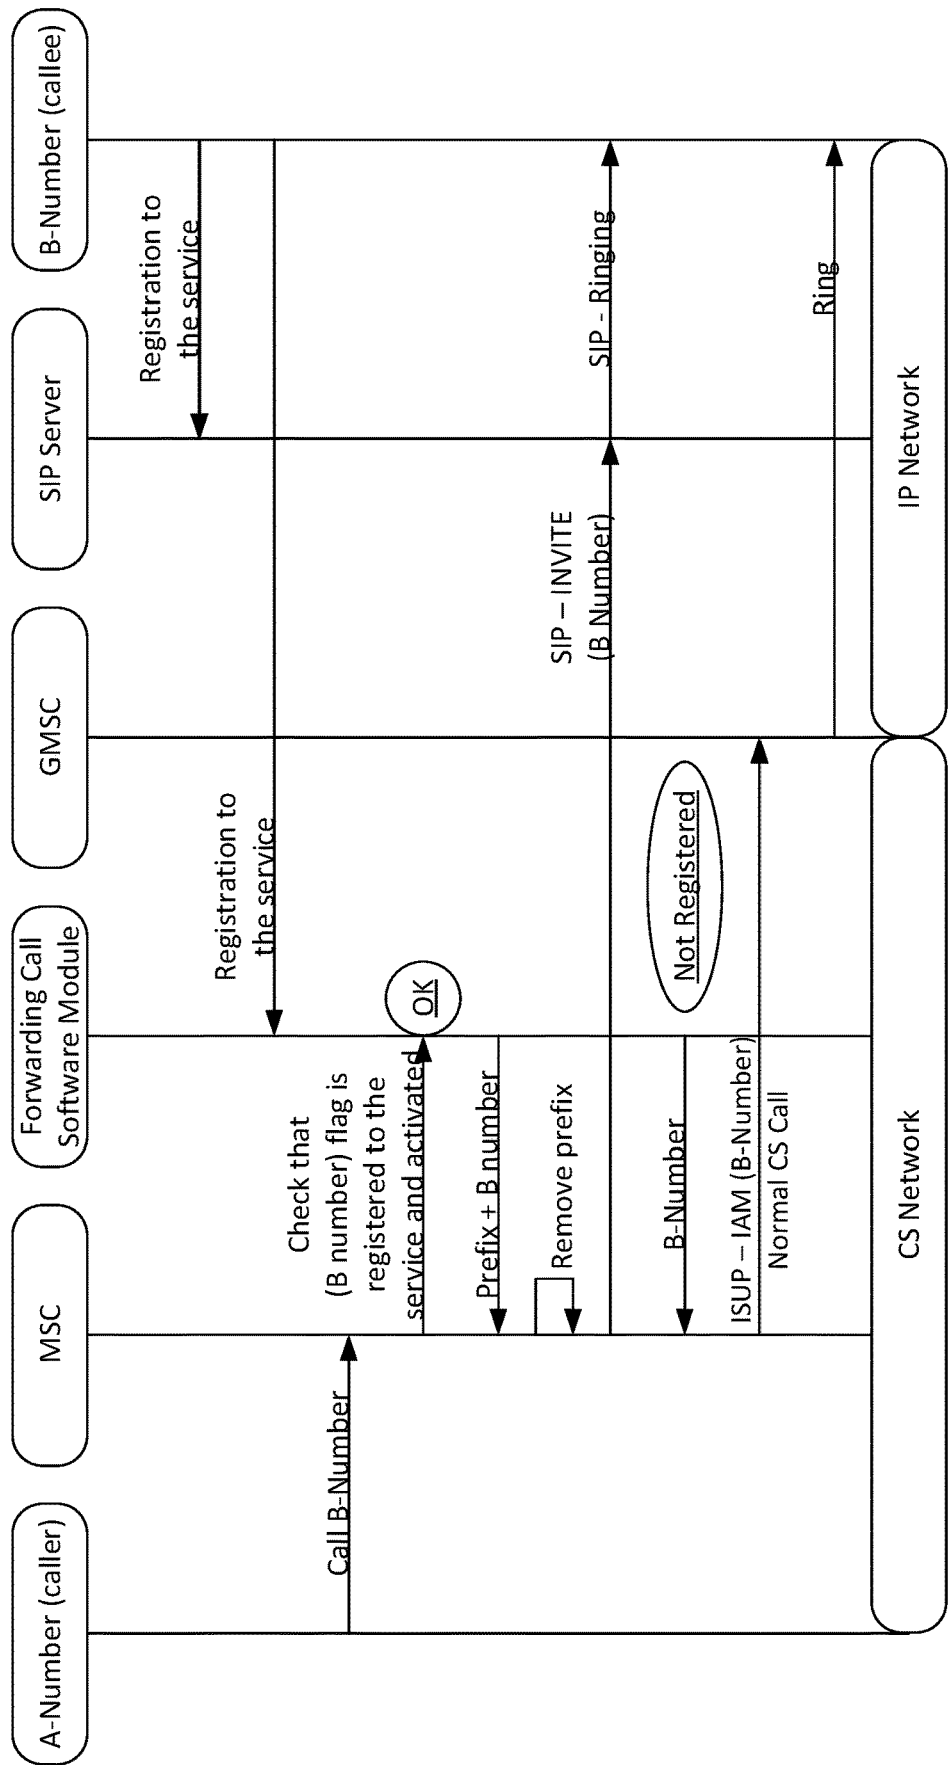 A-Number (caller)
MSC
Forwarding Call
Software Module
GMSC
SIP Server
B-Number (callee)
Registration to
the service
Registration to
the service
Call B-Number
Check that
(B number) flag is
registered to the
service and activated
OK
Prefix + B number
Remove prefix
SIP – INVITE
(B Number)
SIP - Ringing
B-Number
Not Registered
ISUP – IAM (B-Number)
Normal CS Call
Ring
CS Network
IP Network